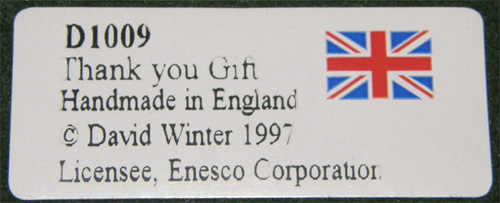 D1009
Thank you Gift
Handmade in England
© David Winter 1997
Licensee, Enesco Corporation